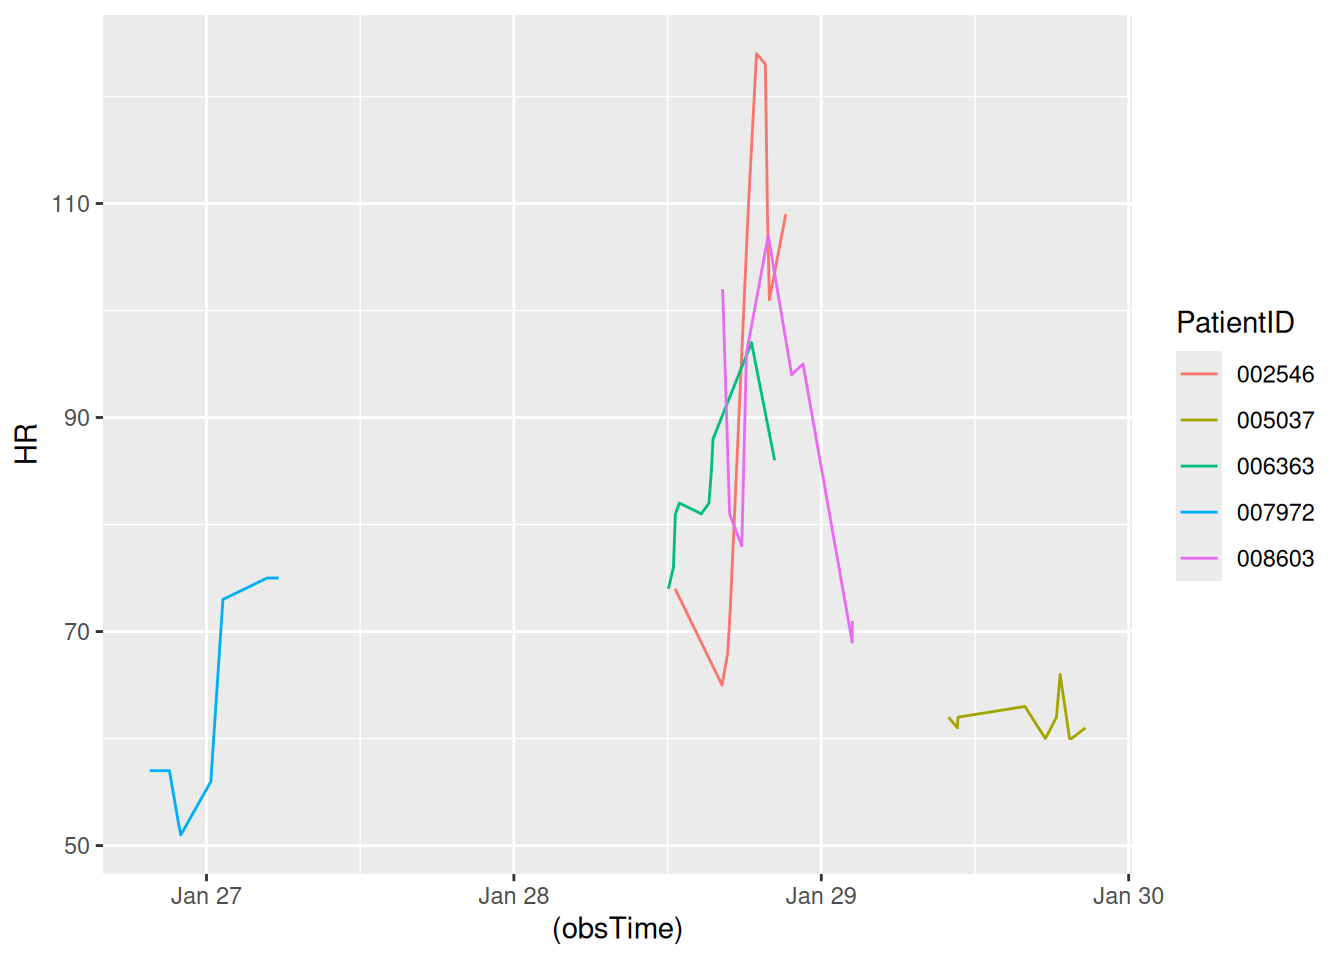 110
90
70
50
HR
Jan 27
Jan 28
Jan 29
Jan 30
(obsTime)
PatientID
002546
005037
006363
007972
008603